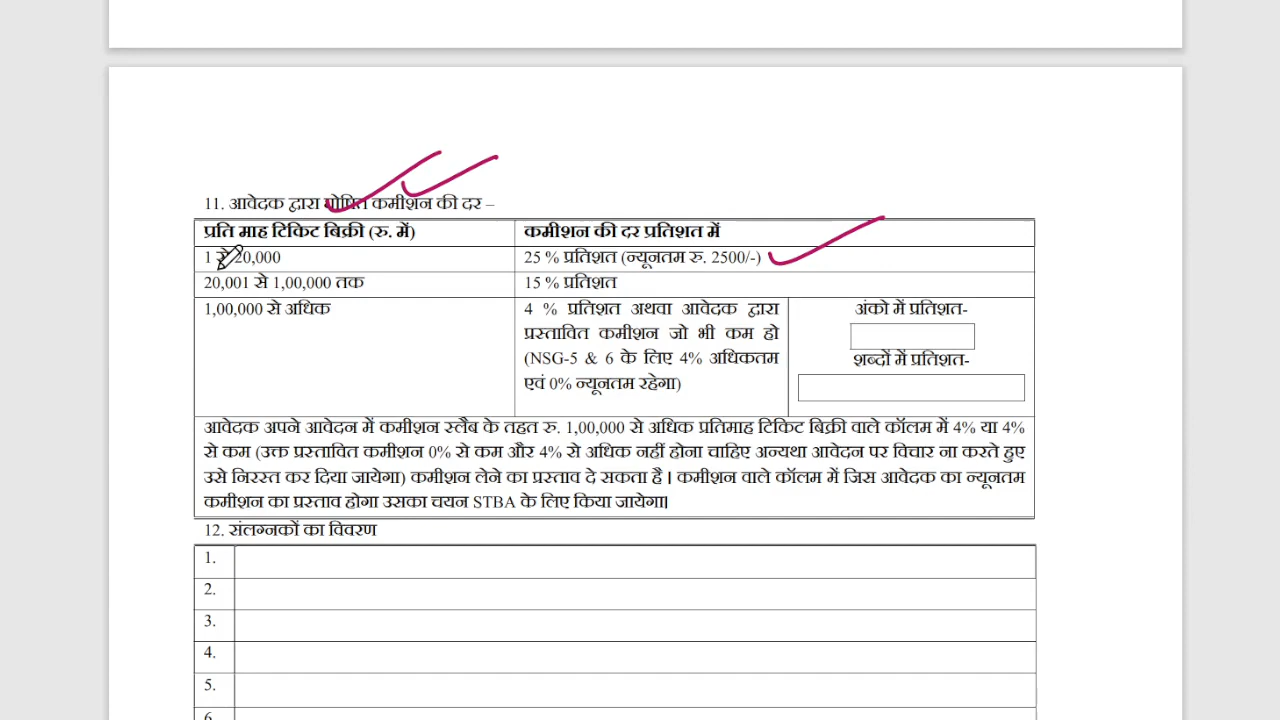 11. आवेदक द्वारा घोषित कमीशन की दर –
प्रति माह टिकिट बिक्री (रु. में)
कमीशन की दर प्रतिशत में
1 से 20,000
25 % प्रतिशत (न्यूनतम रु. 2500/-)
20,001 से 1,00,000 तक
15 % प्रतिशत
1,00,000 से अधिक
4 % प्रतिशत अथवा आवेदक द्वारा
प्रस्तावित कमीशन जो भी कम हो
(NSG-5 & 6 के लिए 4% अधिकतम
एवं 0% न्यूनतम रहेगा)
अंको में प्रतिशत-
शब्दों में प्रतिशत-
आवेदक अपने आवेदन में कमीशन स्लैब के तहत रु. 1,00,000 से अधिक प्रतिमाह टिकिट बिक्री वाले कॉलम में 4% या 4%
से कम (उक्त प्रस्तावित कमीशन 0% से कम और 4% से अधिक नहीं होना चाहिए अन्यथा आवेदन पर विचार ना करते हुए
उसे निरस्त कर दिया जायेगा) कमीशन लेने का प्रस्ताव दे सकता है। कमीशन वाले कॉलम में जिस आवेदक का न्यूनतम
कमीशन का प्रस्ताव होगा उसका चयन STBA के लिए किया जायेगा।
12. संलग्नकों का विवरण
1.
2.
3.
4.
5.